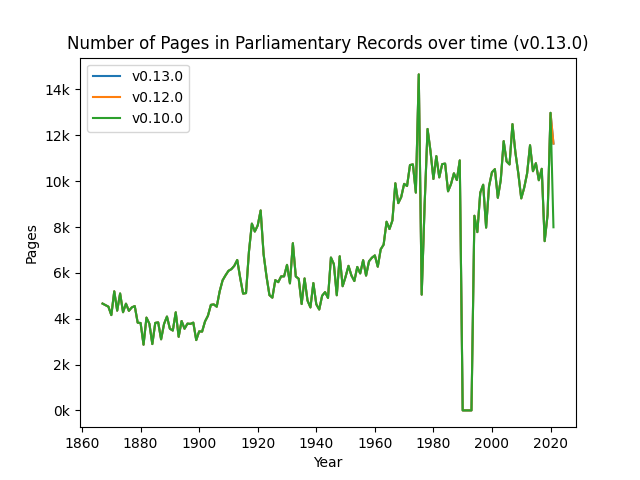 Number of Pages in Parliamentary Records over time (v0.13.0)
v0.13.0
v0.12.0
v0.10.0
14k
12k
10k
8k
6k
4k
2k
0k
Pages
1860 1880 1900 1920 1940 1960 1980 2000 2020
Year